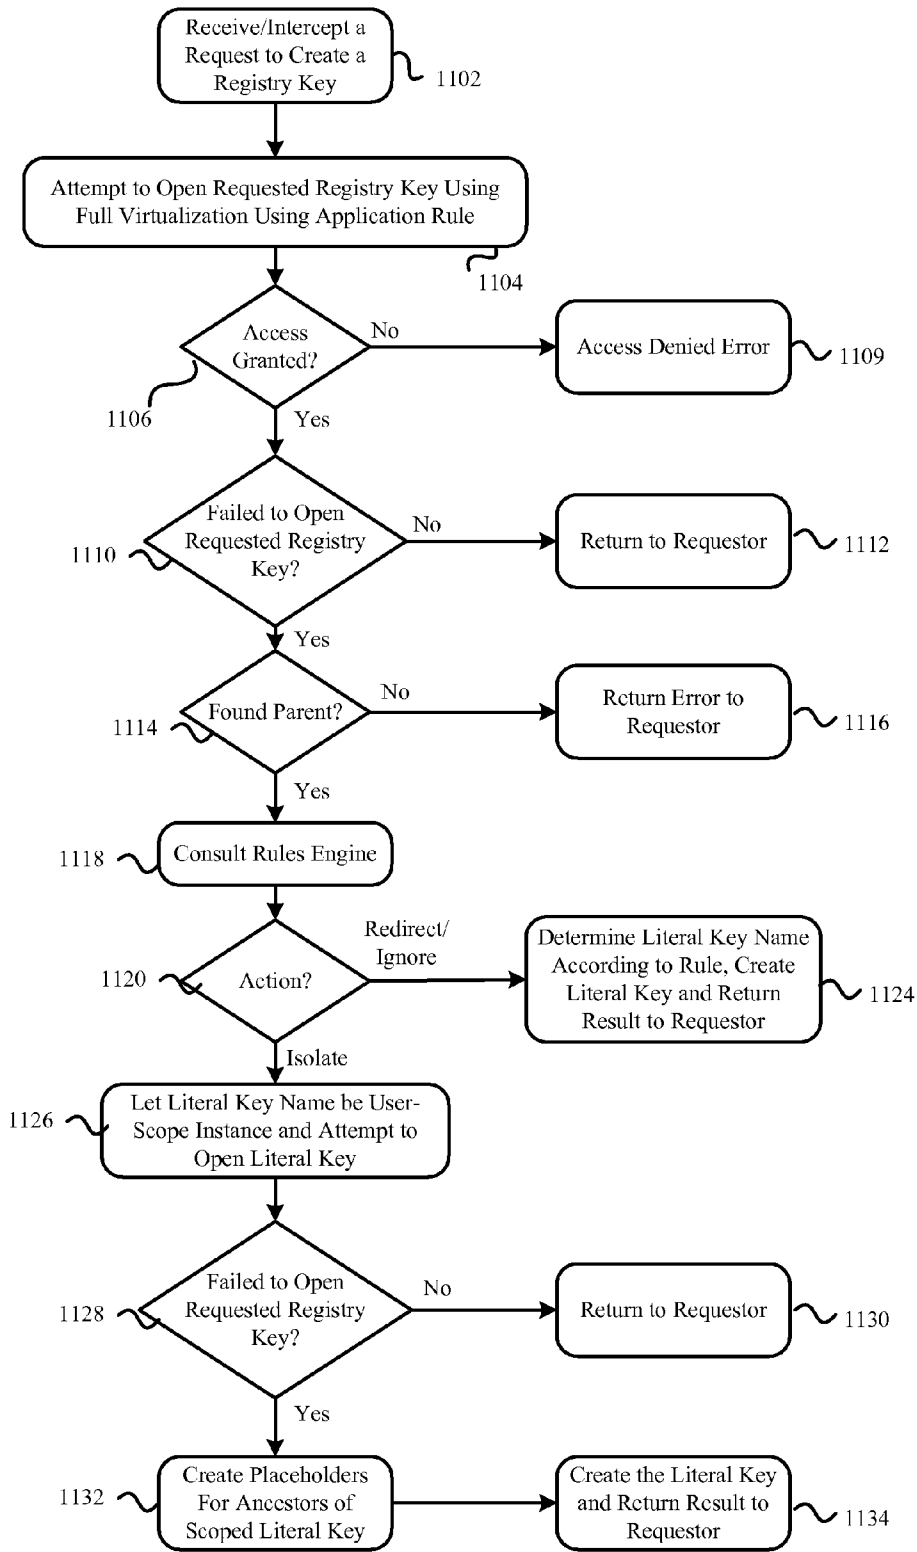 Receive/Intercept a
Request to Create a
Registry Key
1102
Attempt to Open Requested Registry Key Using
Full Virtualization Using Application Rule
1104
Access
Granted?
No
Access Denied Error
1109
1106
Yes
Failed to Open
Requested Registry
Key?
No
Return to Requestor
1112
1110
Yes
Found Parent?
No
Return Error to
Requestor
1116
1114
Yes
Consult Rules Engine
1118
Action?
Redirect/
Ignore
Determine Literal Key Name
According to Rule, Create
Literal Key and Return
Result to Requestor
1124
1120
Isolate
Let Literal Key Name be User-
Scope Instance and Attempt to
Open Literal Key
1126
Failed to Open
Requested Registry
Key?
No
Return to Requestor
1130
1128
Yes
Create Placeholders
For Ancestors of
Scoped Literal Key
1132
Create the Literal Key
and Return Result to
Requestor
1134